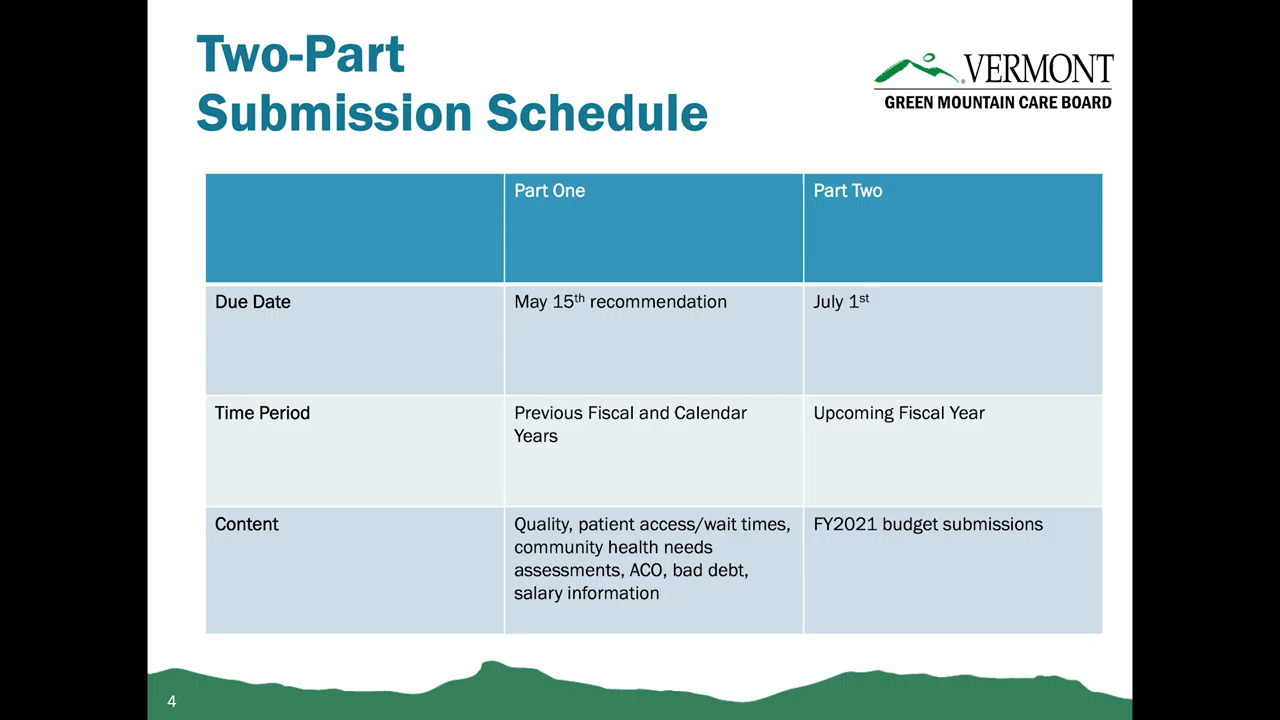 Two-Part
Submission Schedule
VERMONT
GREEN MOUNTAIN CARE BOARD
Part One
Part Two
Due Date
May 15th recommendation
July 1st
Time Period
Previous Fiscal and Calendar
Years
Upcoming Fiscal Year
Content
Quality, patient access/wait times,
community health needs
assessments, ACO, bad debt,
salary information
FY2021 budget submissions
4